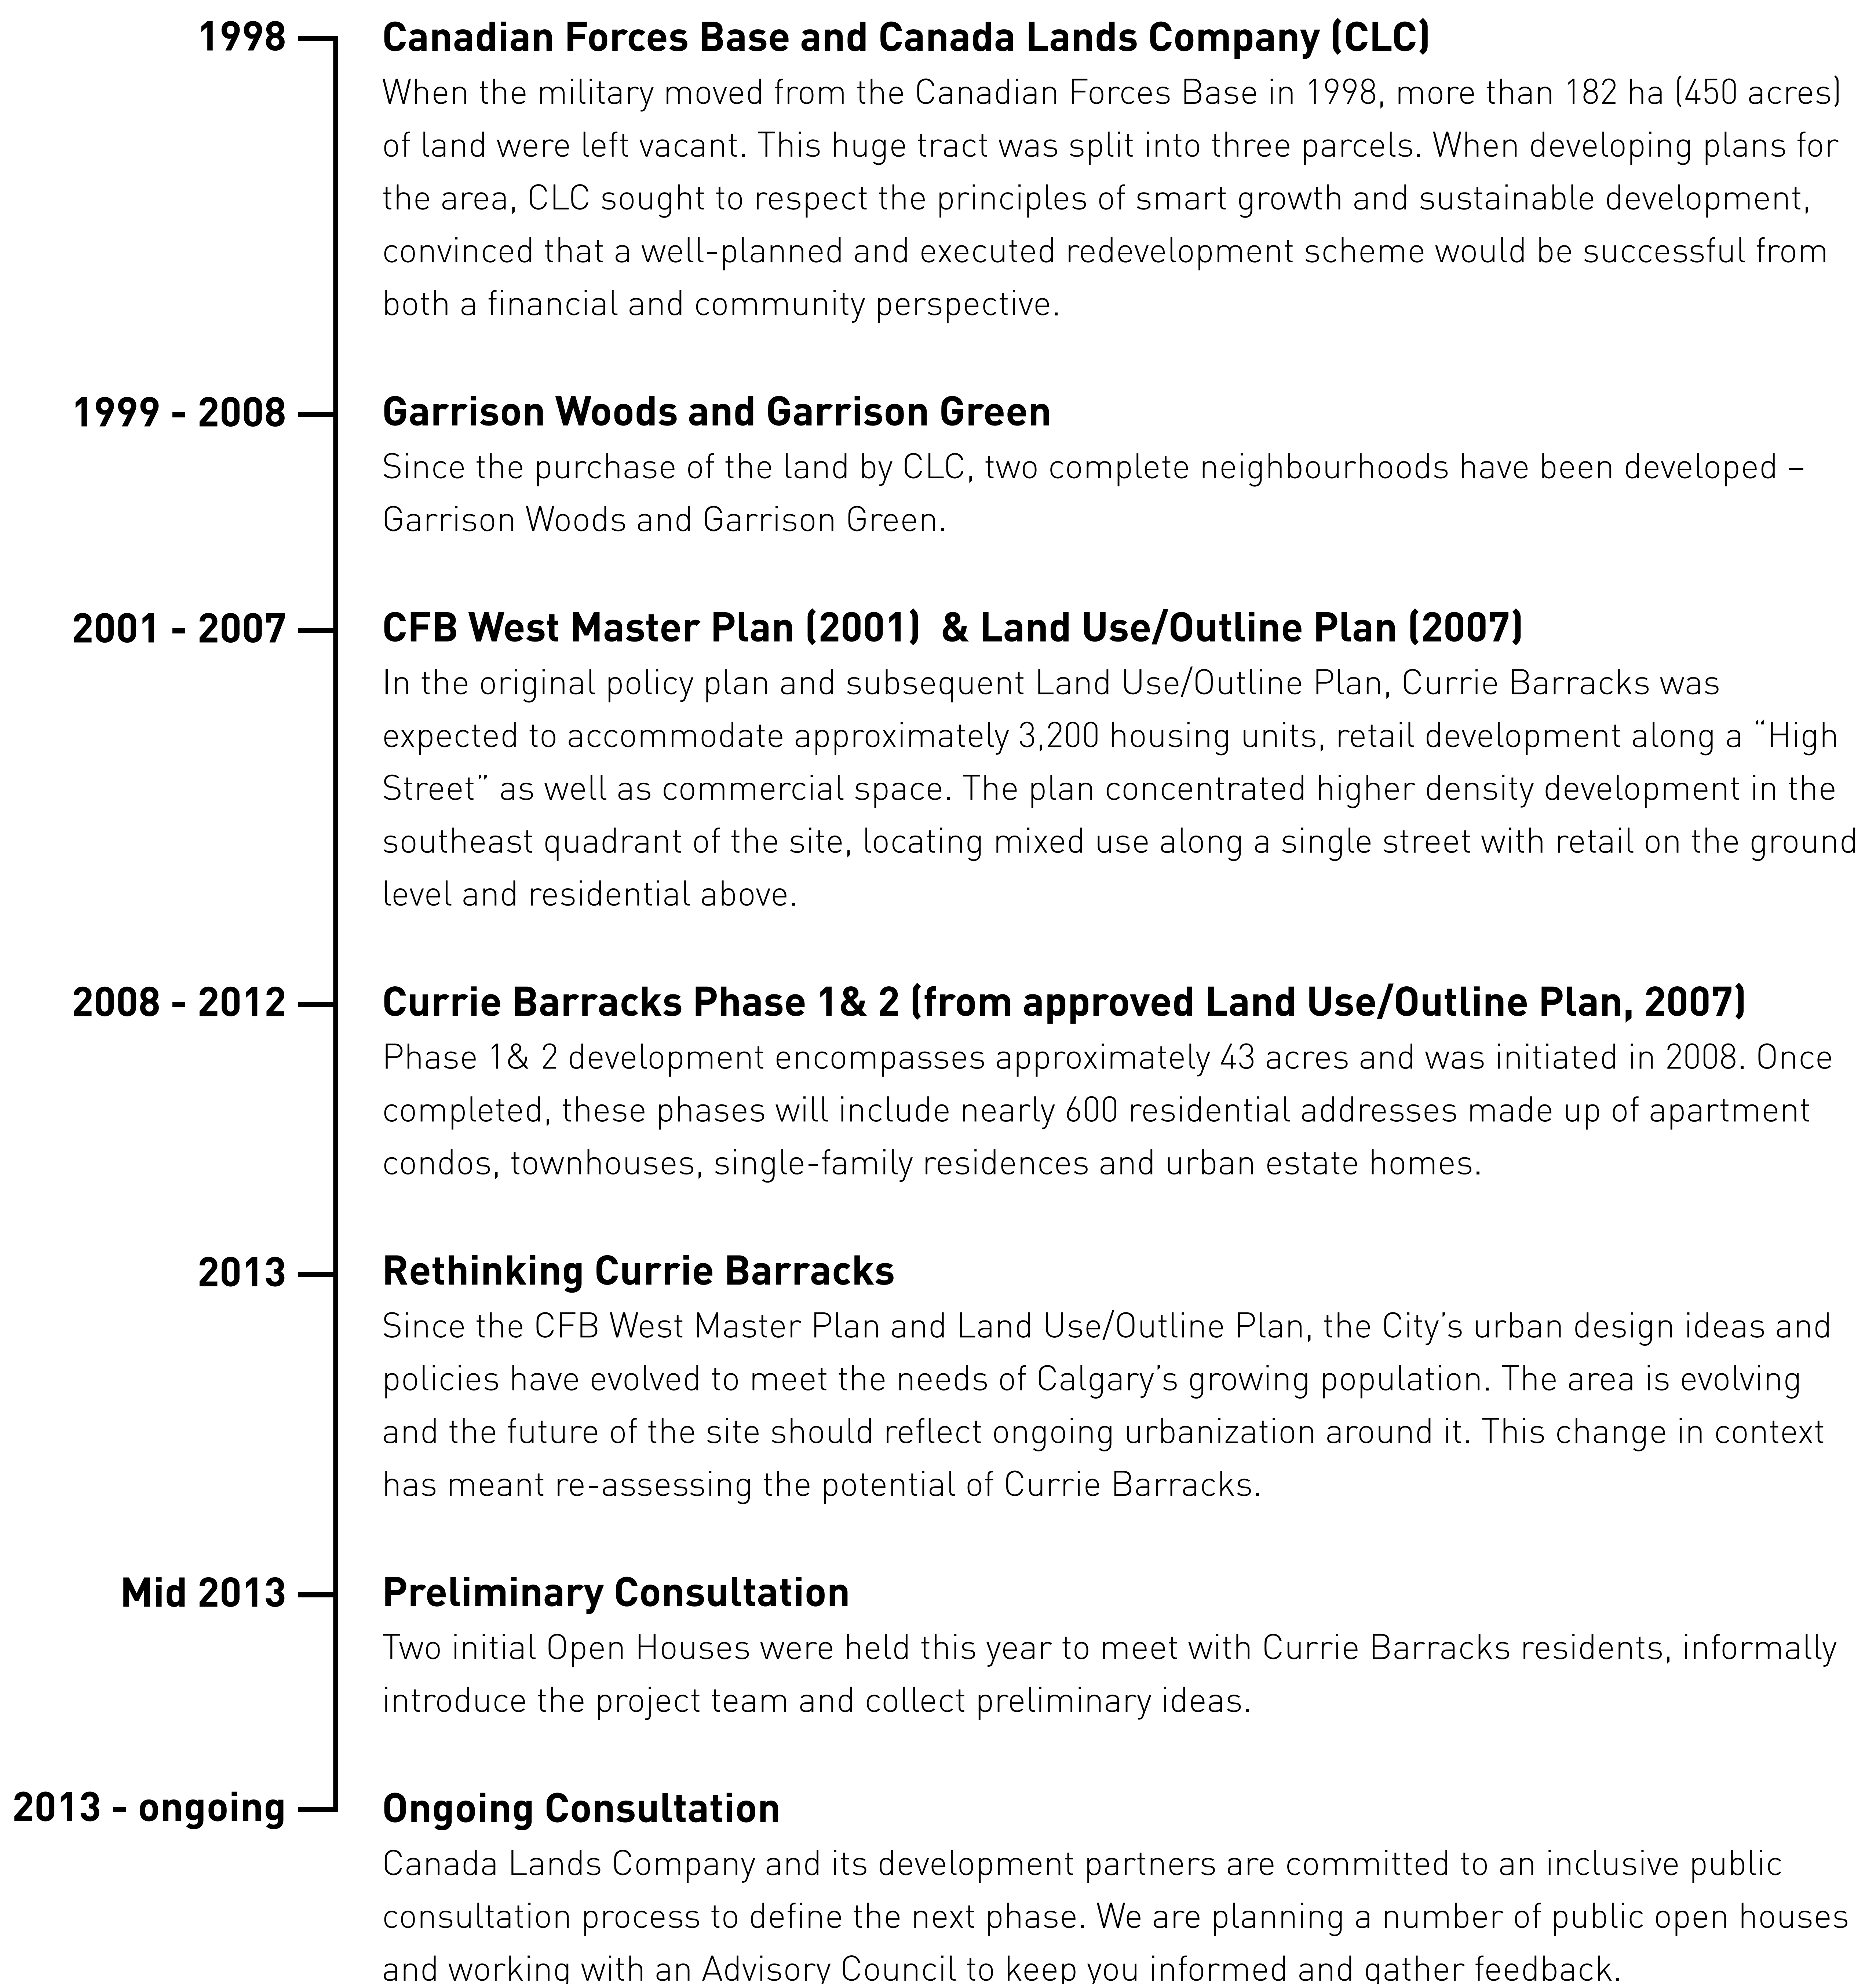 1998
Canadian Forces Base and Canada Lands Company (CLC)
When the military moved from the Canadian Forces Base in 1998, more than 182 ha (450 acres)
of land were left vacant. This huge tract was split into three parcels. When developing plans for
the area, CLC sought to respect the principles of smart growth and sustainable development,
convinced that a well-planned and executed redevelopment scheme would be successful from
both a financial and community perspective.
1999 - 2008
Garrison Woods and Garrison Green
Since the purchase of the land by CLC, two complete neighbourhoods have been developed –
Garrison Woods and Garrison Green.
2001 - 2007
CFB West Master Plan (2001)  & Land Use/Outline Plan (2007)
In the original policy plan and subsequent Land Use/Outline Plan, Currie Barracks was
expected to accommodate approximately 3,200 housing units, retail development along a “High
Street” as well as commercial space. The plan concentrated higher density development in the
southeast quadrant of the site, locating mixed use along a single street with retail on the ground
level and residential above.
2008 - 2012
Currie Barracks Phase 1& 2 (from approved Land Use/Outline Plan, 2007)
Phase 1& 2 development encompasses approximately 43 acres and was initiated in 2008. Once
completed, these phases will include nearly 600 residential addresses made up of apartment
condos, townhouses, single-family residences and urban estate homes.
2013
Rethinking Currie Barracks
Since the CFB West Master Plan and Land Use/Outline Plan, the City’s urban design ideas and
policies have evolved to meet the needs of Calgary’s growing population. The area is evolving
and the future of the site should reflect ongoing urbanization around it. This change in context
has meant re-assessing the potential of Currie Barracks.
Mid 2013
Preliminary Consultation
Two initial Open Houses were held this year to meet with Currie Barracks residents, informally
introduce the project team and collect preliminary ideas.
2013 - ongoing
Ongoing Consultation
Canada Lands Company and its development partners are committed to an inclusive public
consultation process to define the next phase. We are planning a number of public open houses
and working with an Advisory Council to keep you informed and gather feedback.